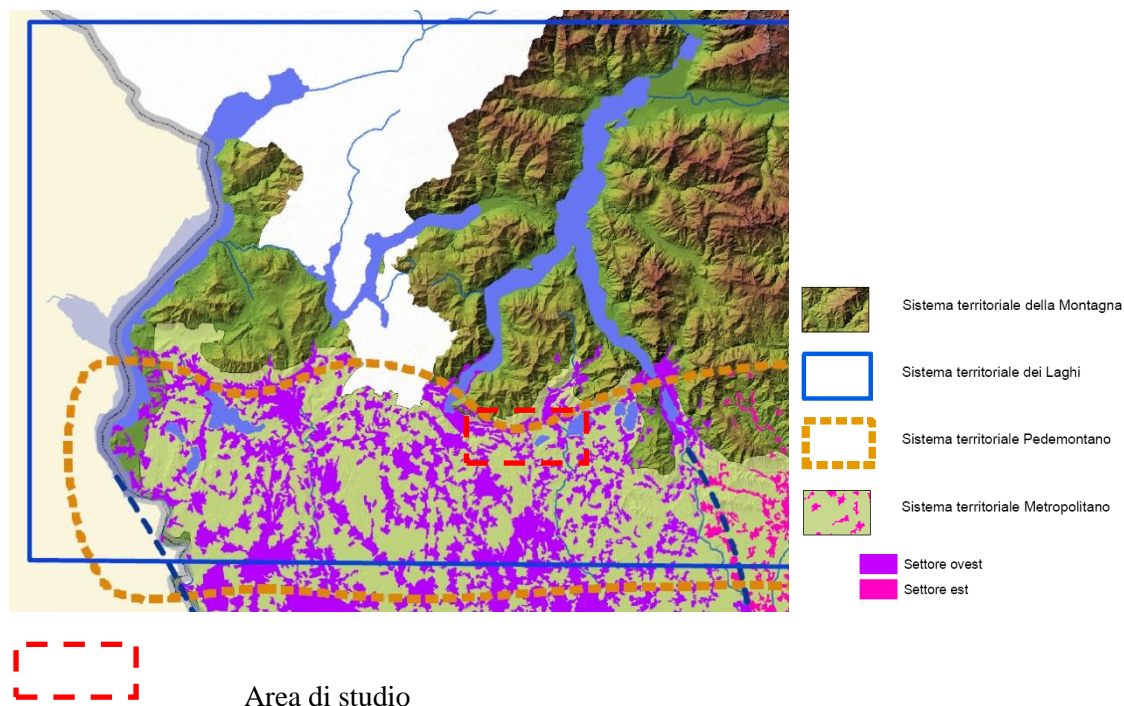 Sistema territoriale della Montagna
Sistema territoriale dei Laghi
Sistema territoriale Pedemontano
Sistema territoriale Metropolitano
Settore ovest
Settore est
Area di studio